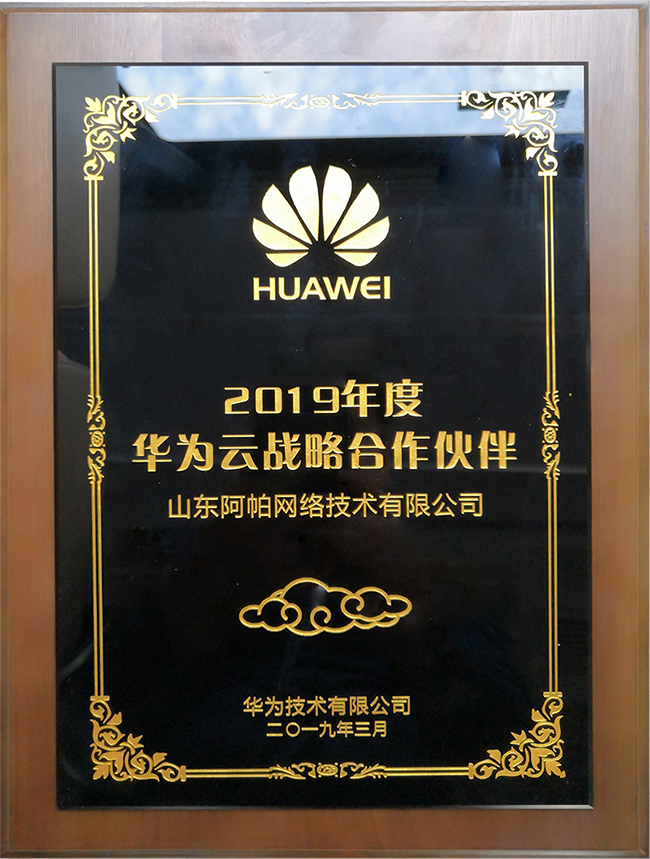 HUAWEI
2019年度
华为云战略合作伙伴
山东阿帕网络技术有限公司
华为技术有限公司
二〇一九年三月